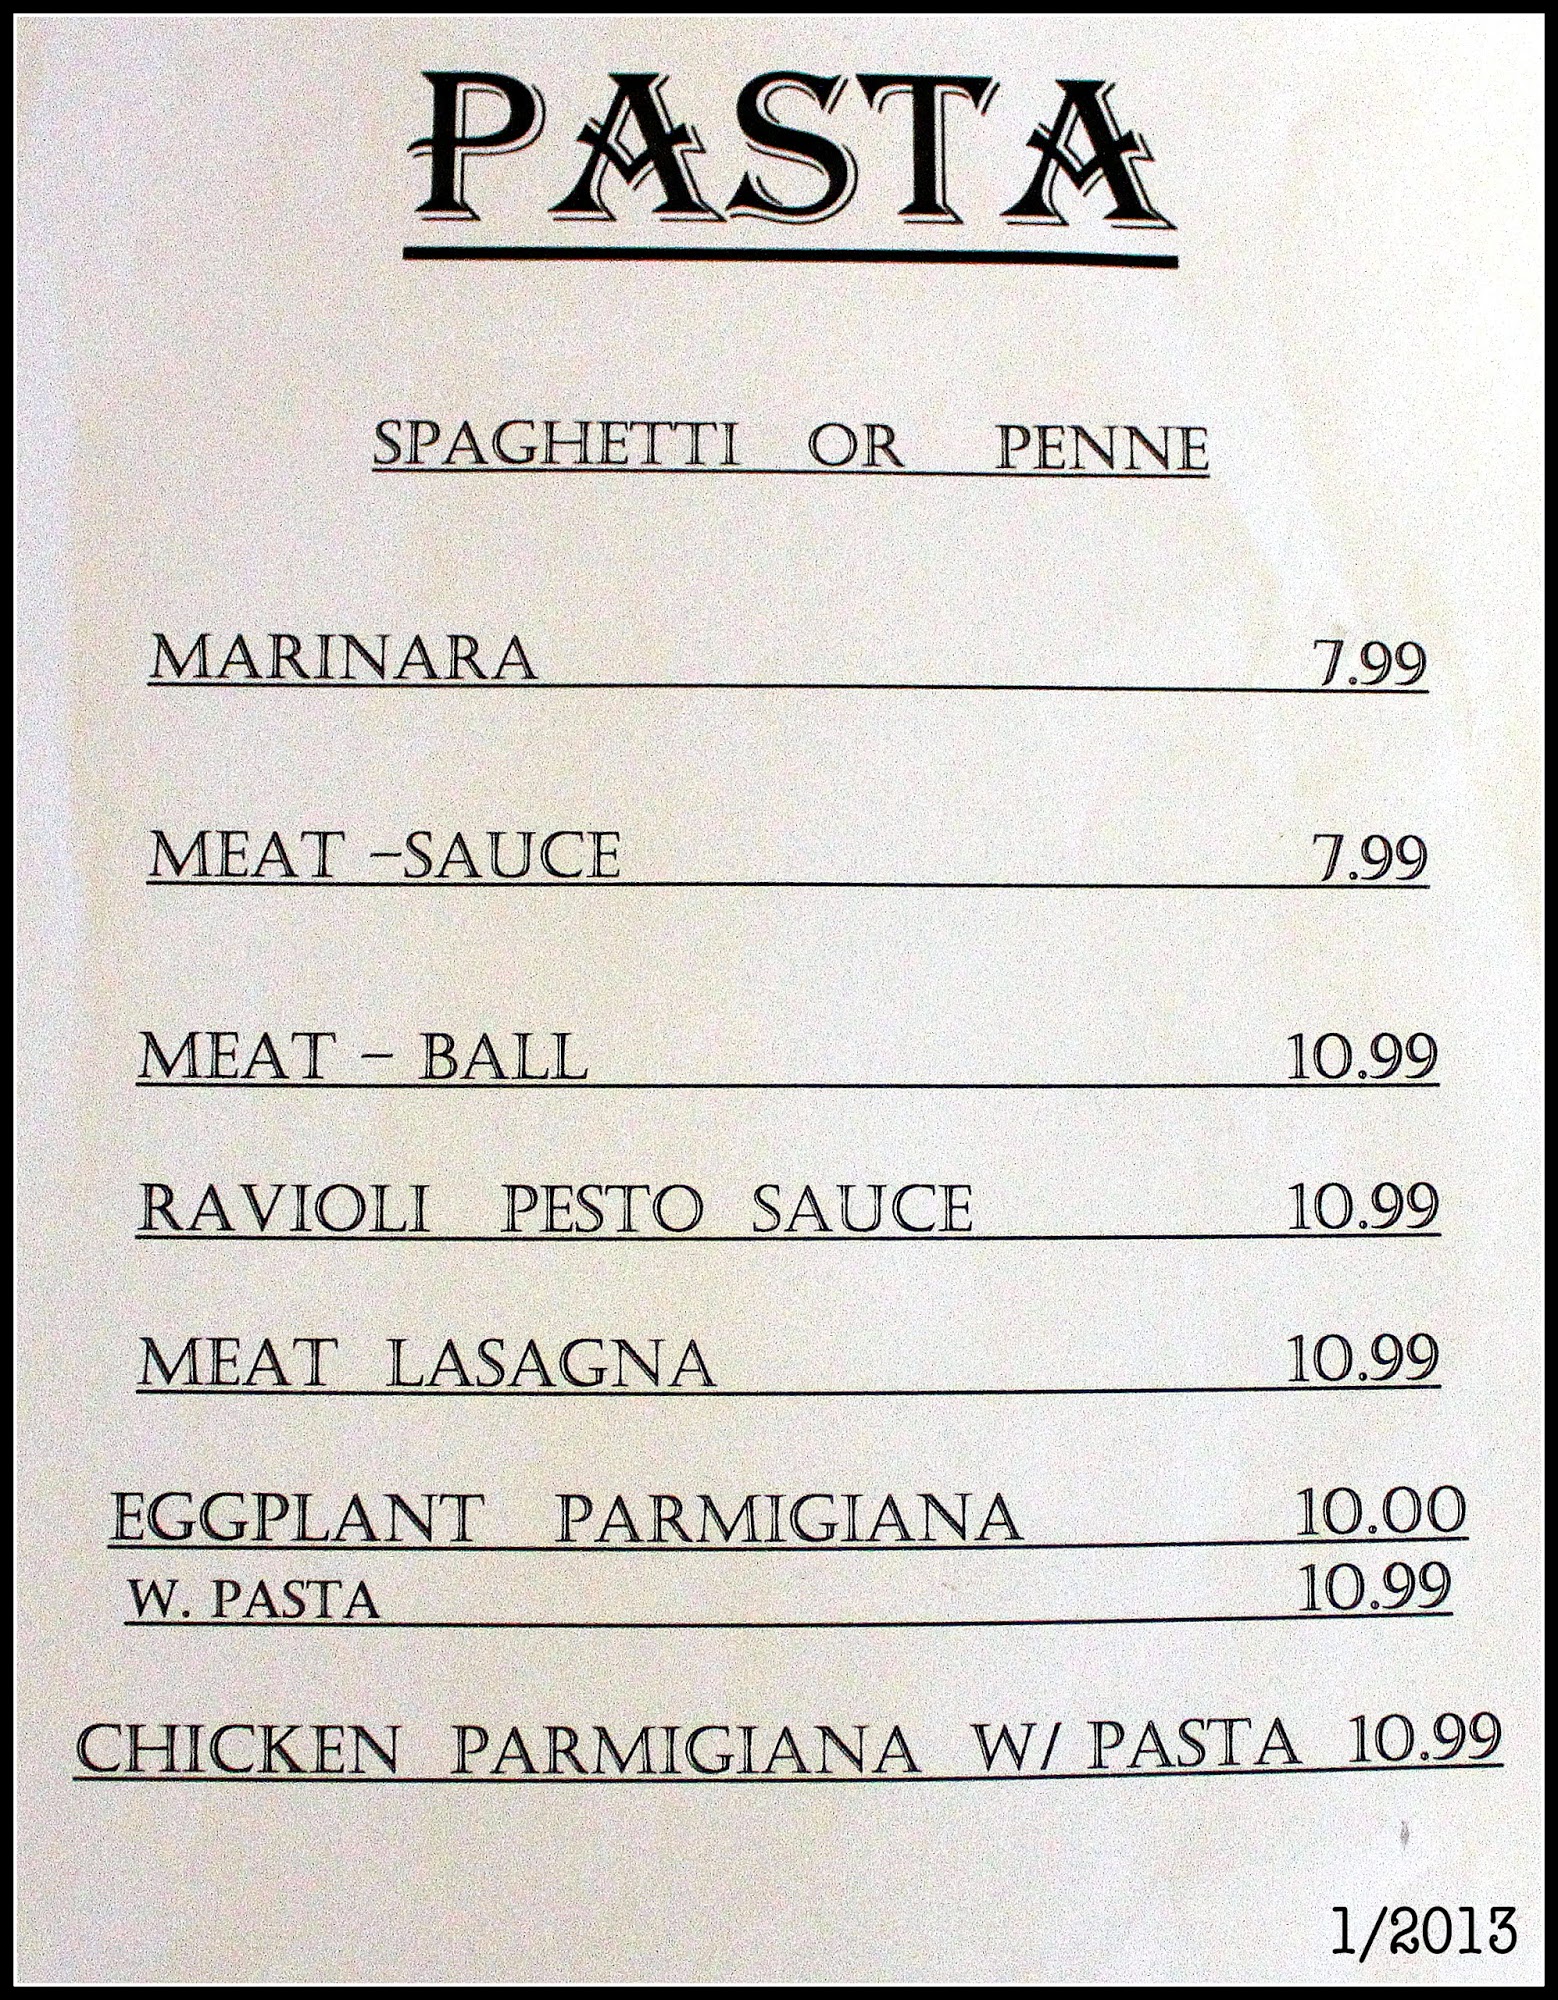 PASTA
SPAGHETTI OR PENNE
MARINARA 7.99
MEAT –SAUCE 7.99
MEAT – BALL 10.99
RAVIOLI PESTO SAUCE 10.99
MEAT LASAGNA 10.99
EGGPLANT PARMIGIANA 10.00
W. PASTA 10.99
CHICKEN PARMIGIANA W/ PASTA 10.99
1/2013